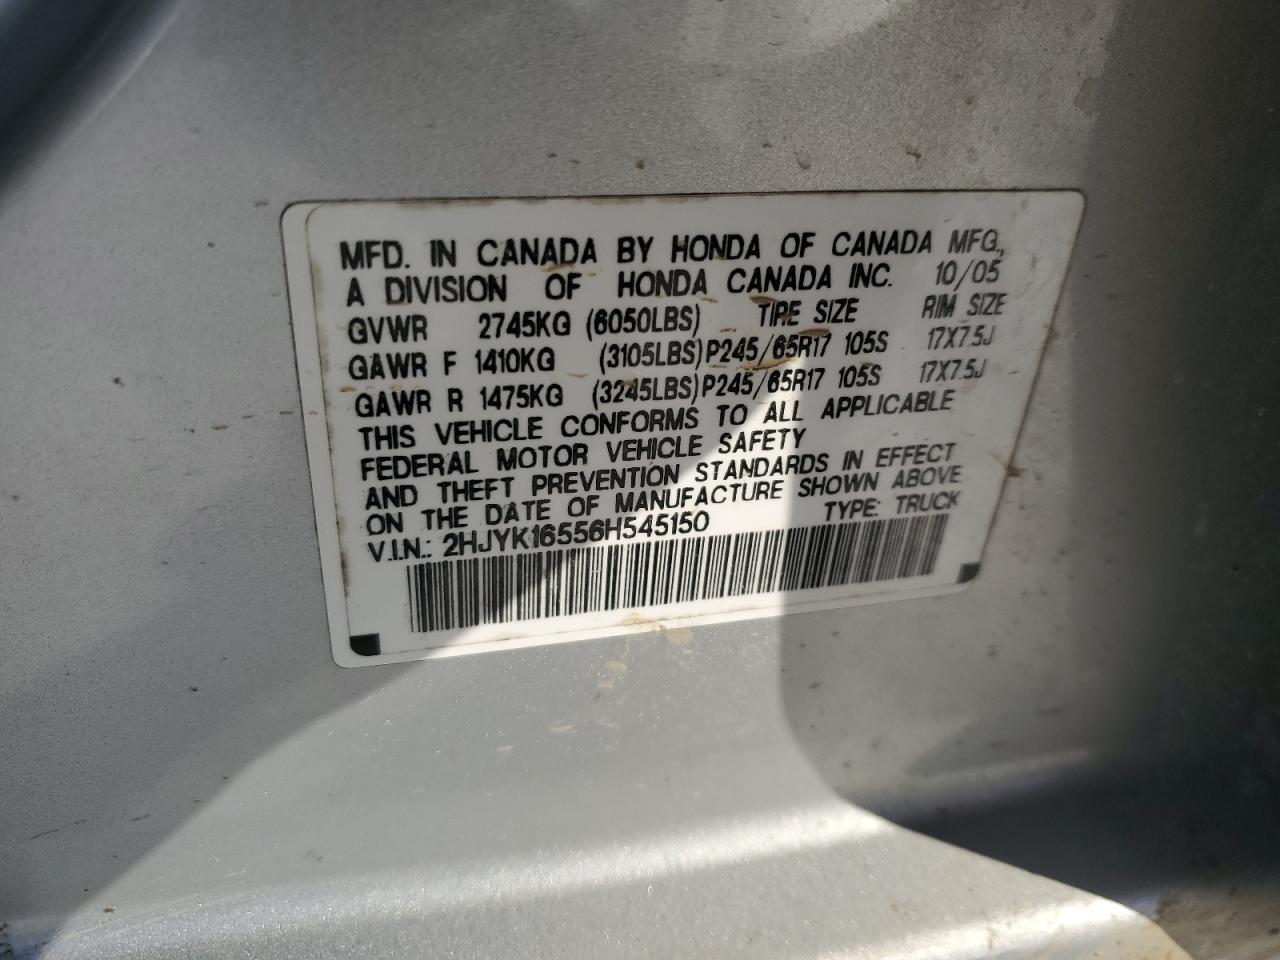 MFD. IN CANADA BY HONDA OF CANADA MFG.,
A DIVISION OF HONDA CANADA INC. 10/05
GVWR 2745KG (6050LBS) TIRE SIZE RIM SIZE
GAWR F 1410KG (3105LBS) P245/65R17 105S 17X7.5J
GAWR R 1475KG (3245LBS) P245/65R17 105S 17X7.5J
THIS VEHICLE CONFORMS TO ALL APPLICABLE
FEDERAL MOTOR VEHICLE SAFETY
AND THEFT PREVENTION STANDARDS IN EFFECT
ON THE DATE OF MANUFACTURE SHOWN ABOVE
V.I.N.: 2HJYK16556H545150 TYPE: TRUCK